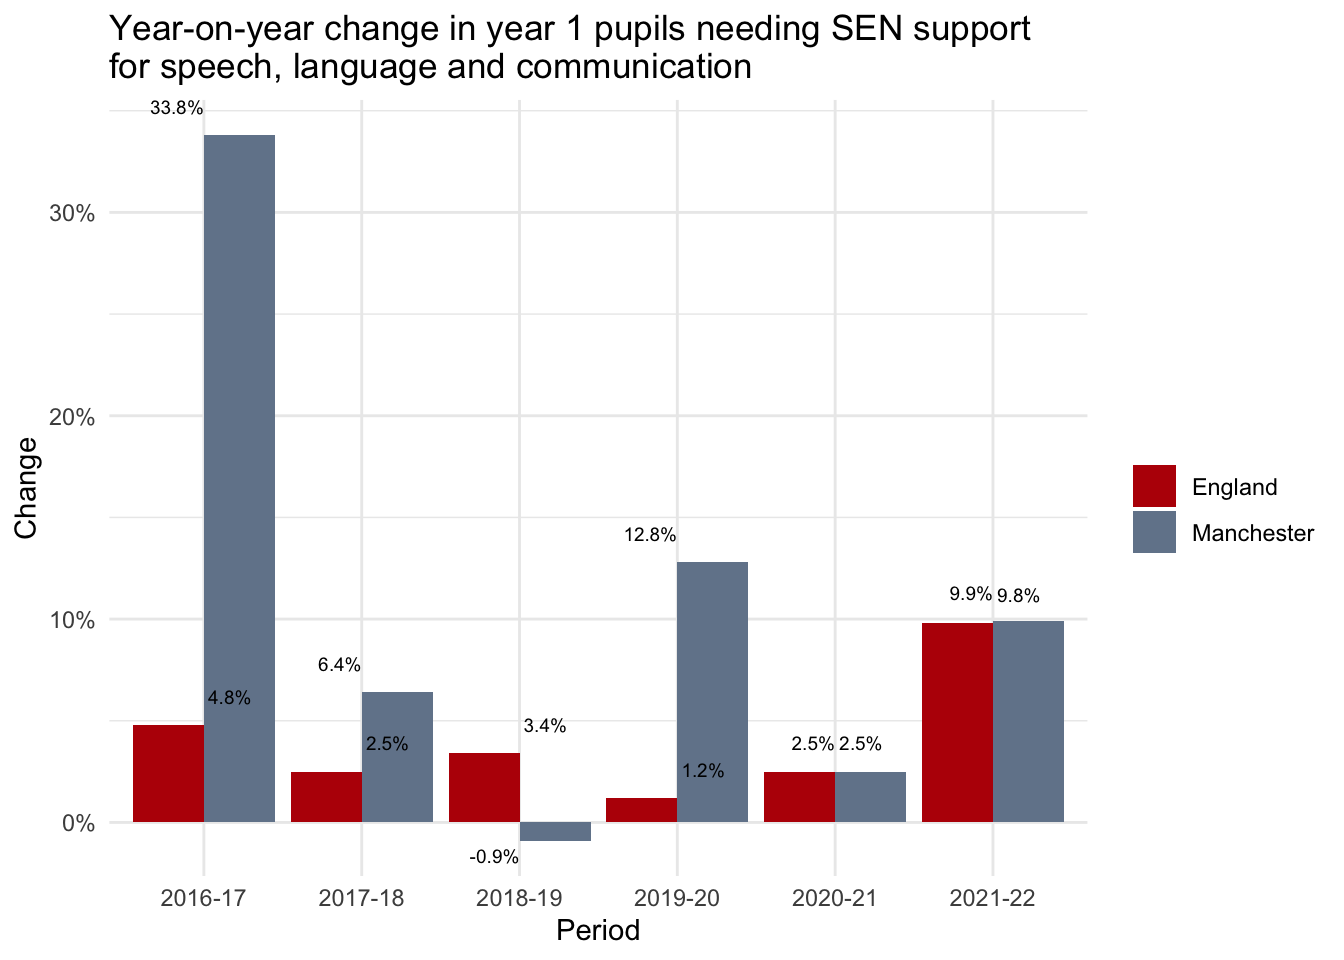 Year-on-year change in year 1 pupils needing SEN support
for speech, language and communication
33.8%
30%
20%
Change
England
12.8%
Manchester
10%
9.9% 9.8%
6.4%
4.8%
3.4%
2.5%
2.5% 2.5%
1.2%
0%
-0.9%
2016-17 2017-18 2018-19 2019-20 2020-21 2021-22
Period